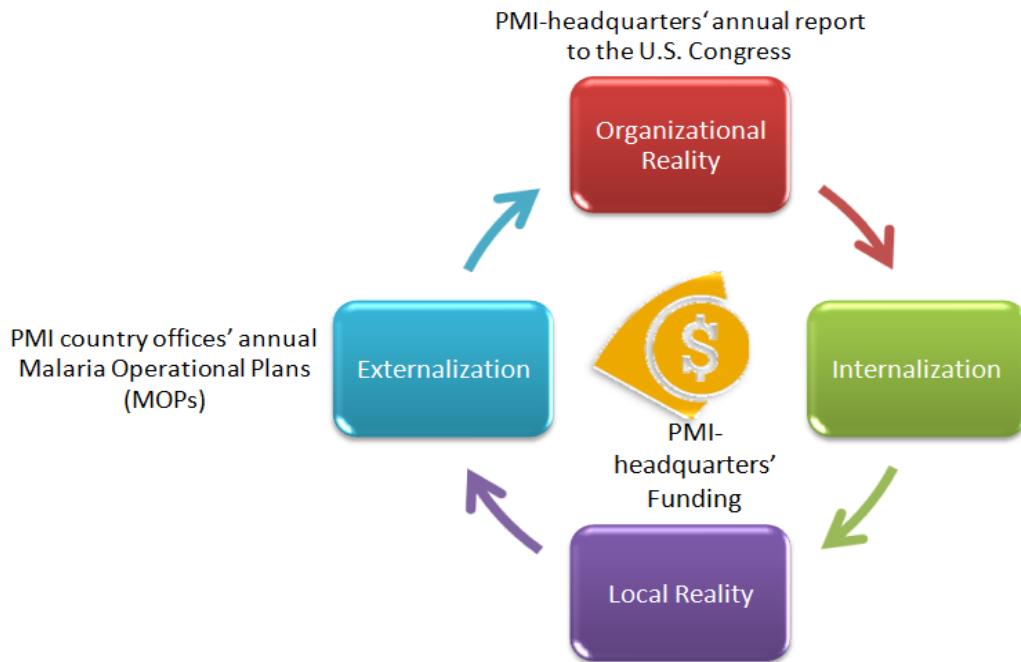 PMI-headquarters‘ annual report
to the U.S. Congress
Organizational
Reality
PMI country offices’ annual
Malaria Operational Plans
(MOPs)
Externalization
$
Internalization
PMI-
headquarters’
Funding
Local Reality